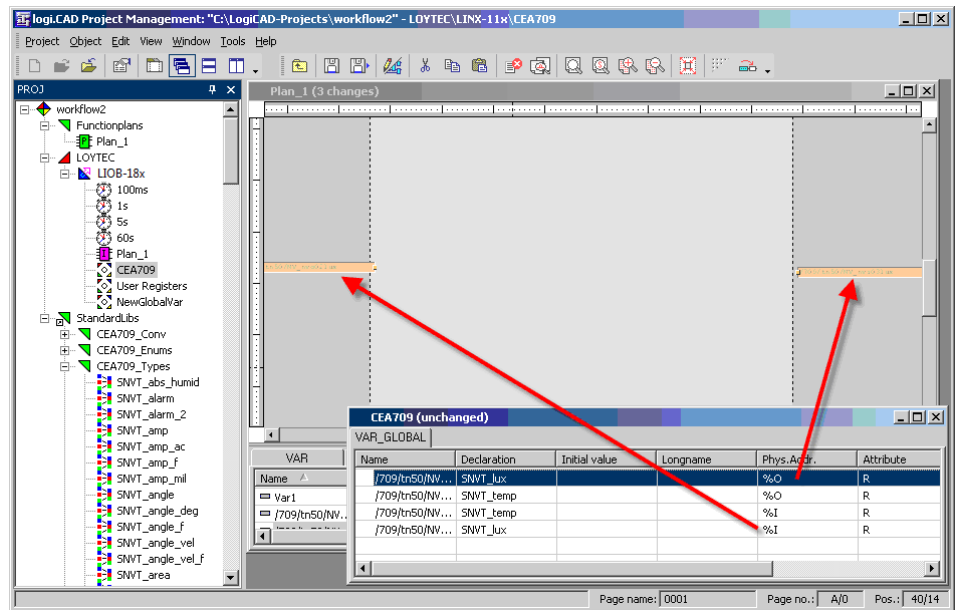 logi.CAD Project Management: "C:\LogiCAD-Projects\workflow2" - LOYTEC\LINX-11x\CEA709
Project Object Edit View Window Tools Help
PROJ
workflow2
Functionplans
Plan_1
LOYTEC
LIOB-18x
100ms
1s
5s
60s
Plan_1
CEA709
User Registers
NewGlobalVar
StandardLibs
CEA709_Conv
CEA709_Enums
CEA709_Types
SNVT_abs_humid
SNVT_alarm
SNVT_alarm_2
SNVT_amp
SNVT_amp_ac
SNVT_amp_f
SNVT_amp_mil
SNVT_angle
SNVT_angle_deg
SNVT_angle_f
SNVT_angle_vel
SNVT_angle_vel_f
SNVT_area
Plan_1 (3 changes)
VAR
Name
Var1
/709/tn50/NV...
CEA709 (unchanged)
VAR_GLOBAL
Name Declaration Initial value Longname Phys.Addr. Attribute
/709/tn50/NV... SNVT_lux %O R
/709/tn50/NV... SNVT_temp %O R
/709/tn50/NV... SNVT_temp %I R
/709/tn50/NV... SNVT_lux %I R
Page name: 0001 Page no.: A/0 Pos.: 40/14